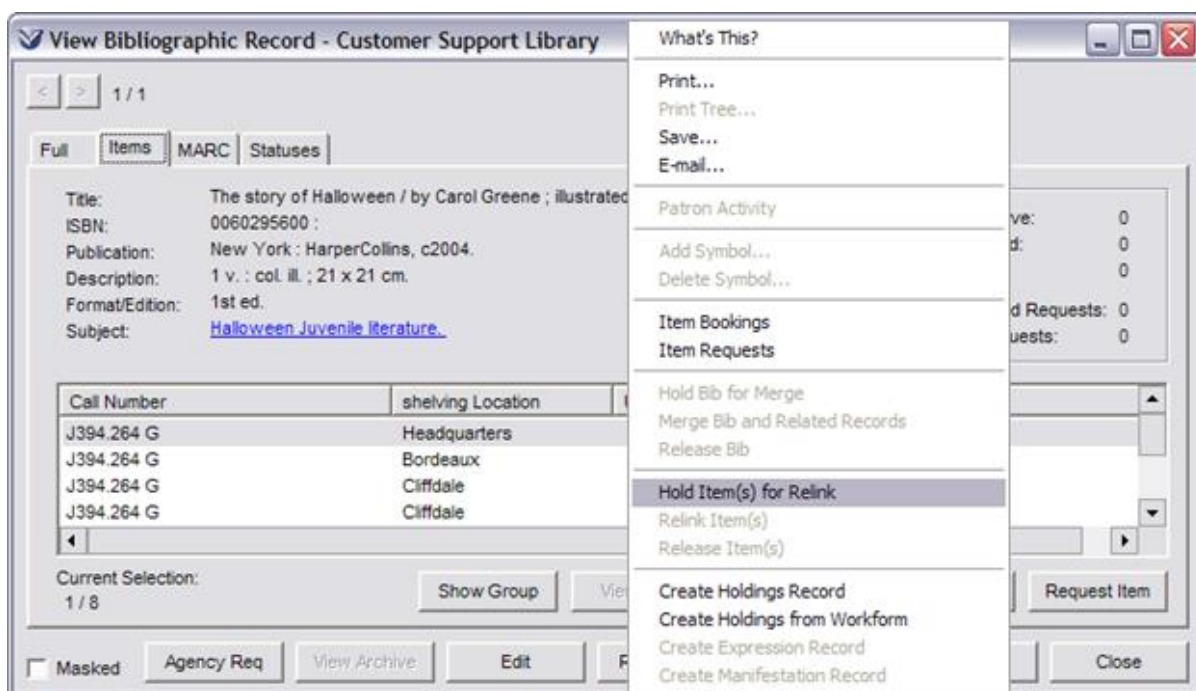 View Bibliographic Record - Customer Support Library
< > 1 / 1
Full Items MARC Statuses
Title: The story of Halloween / by Carol Greene ; illustrated
ISBN: 0060295600 :
Publication: New York : HarperCollins, c2004.
Description: 1 v. : col. ill. ; 21 x 21 cm.
Format/Edition: 1st ed.
Subject: Halloween Juvenile literature.
ve: 0
d: 0
0
d Requests: 0
uests: 0
Call Number shelving Location
J394.264 G Headquarters
J394.264 G Bordeaux
J394.264 G Cliffdale
J394.264 G Cliffdale
Current Selection:
1 / 8
Show Group Vie Request Item
Masked Agency Req View Archive Edit Close
What's This?
Print...
Print Tree...
Save...
E-mail...
Patron Activity
Add Symbol...
Delete Symbol...
Item Bookings
Item Requests
Hold Bib for Merge
Merge Bib and Related Records
Release Bib
Hold Item(s) for Relink
Relink Item(s)
Release Item(s)
Create Holdings Record
Create Holdings from Workform
Create Expression Record
Create Manifestation Record